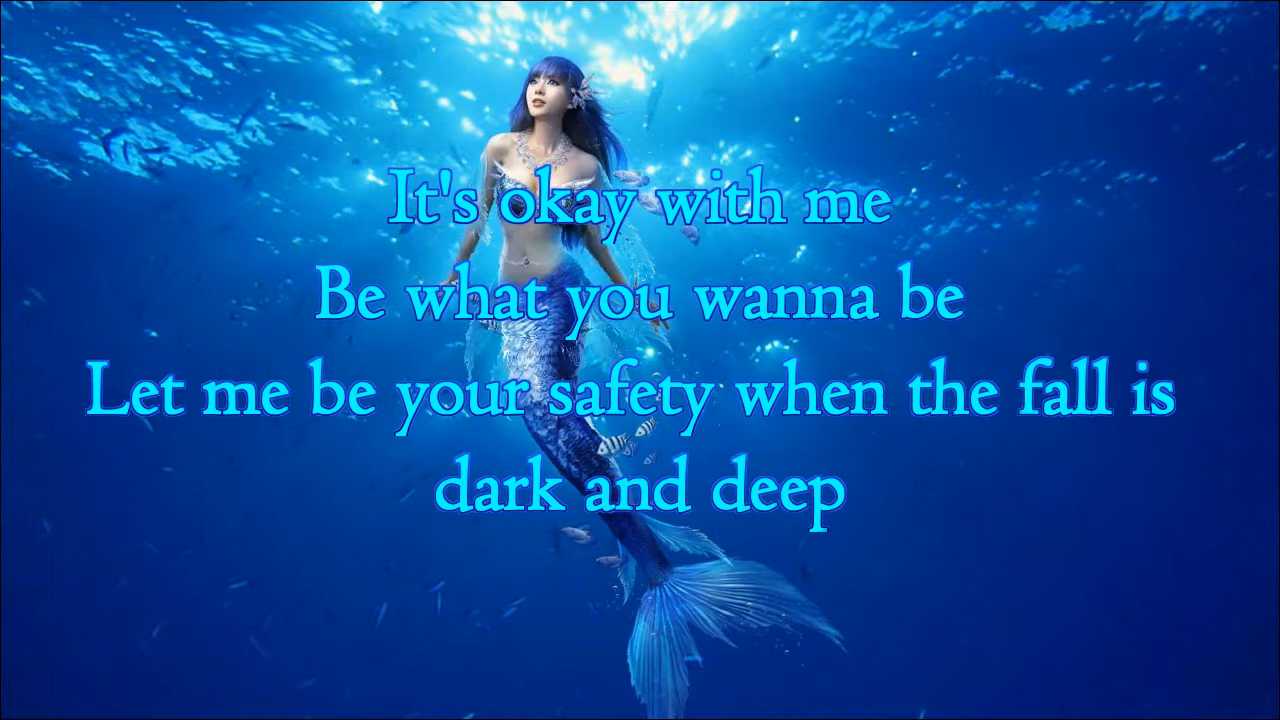 It's okay with me
Be what you wanna be
Let me be your safety when the fall is
dark and deep